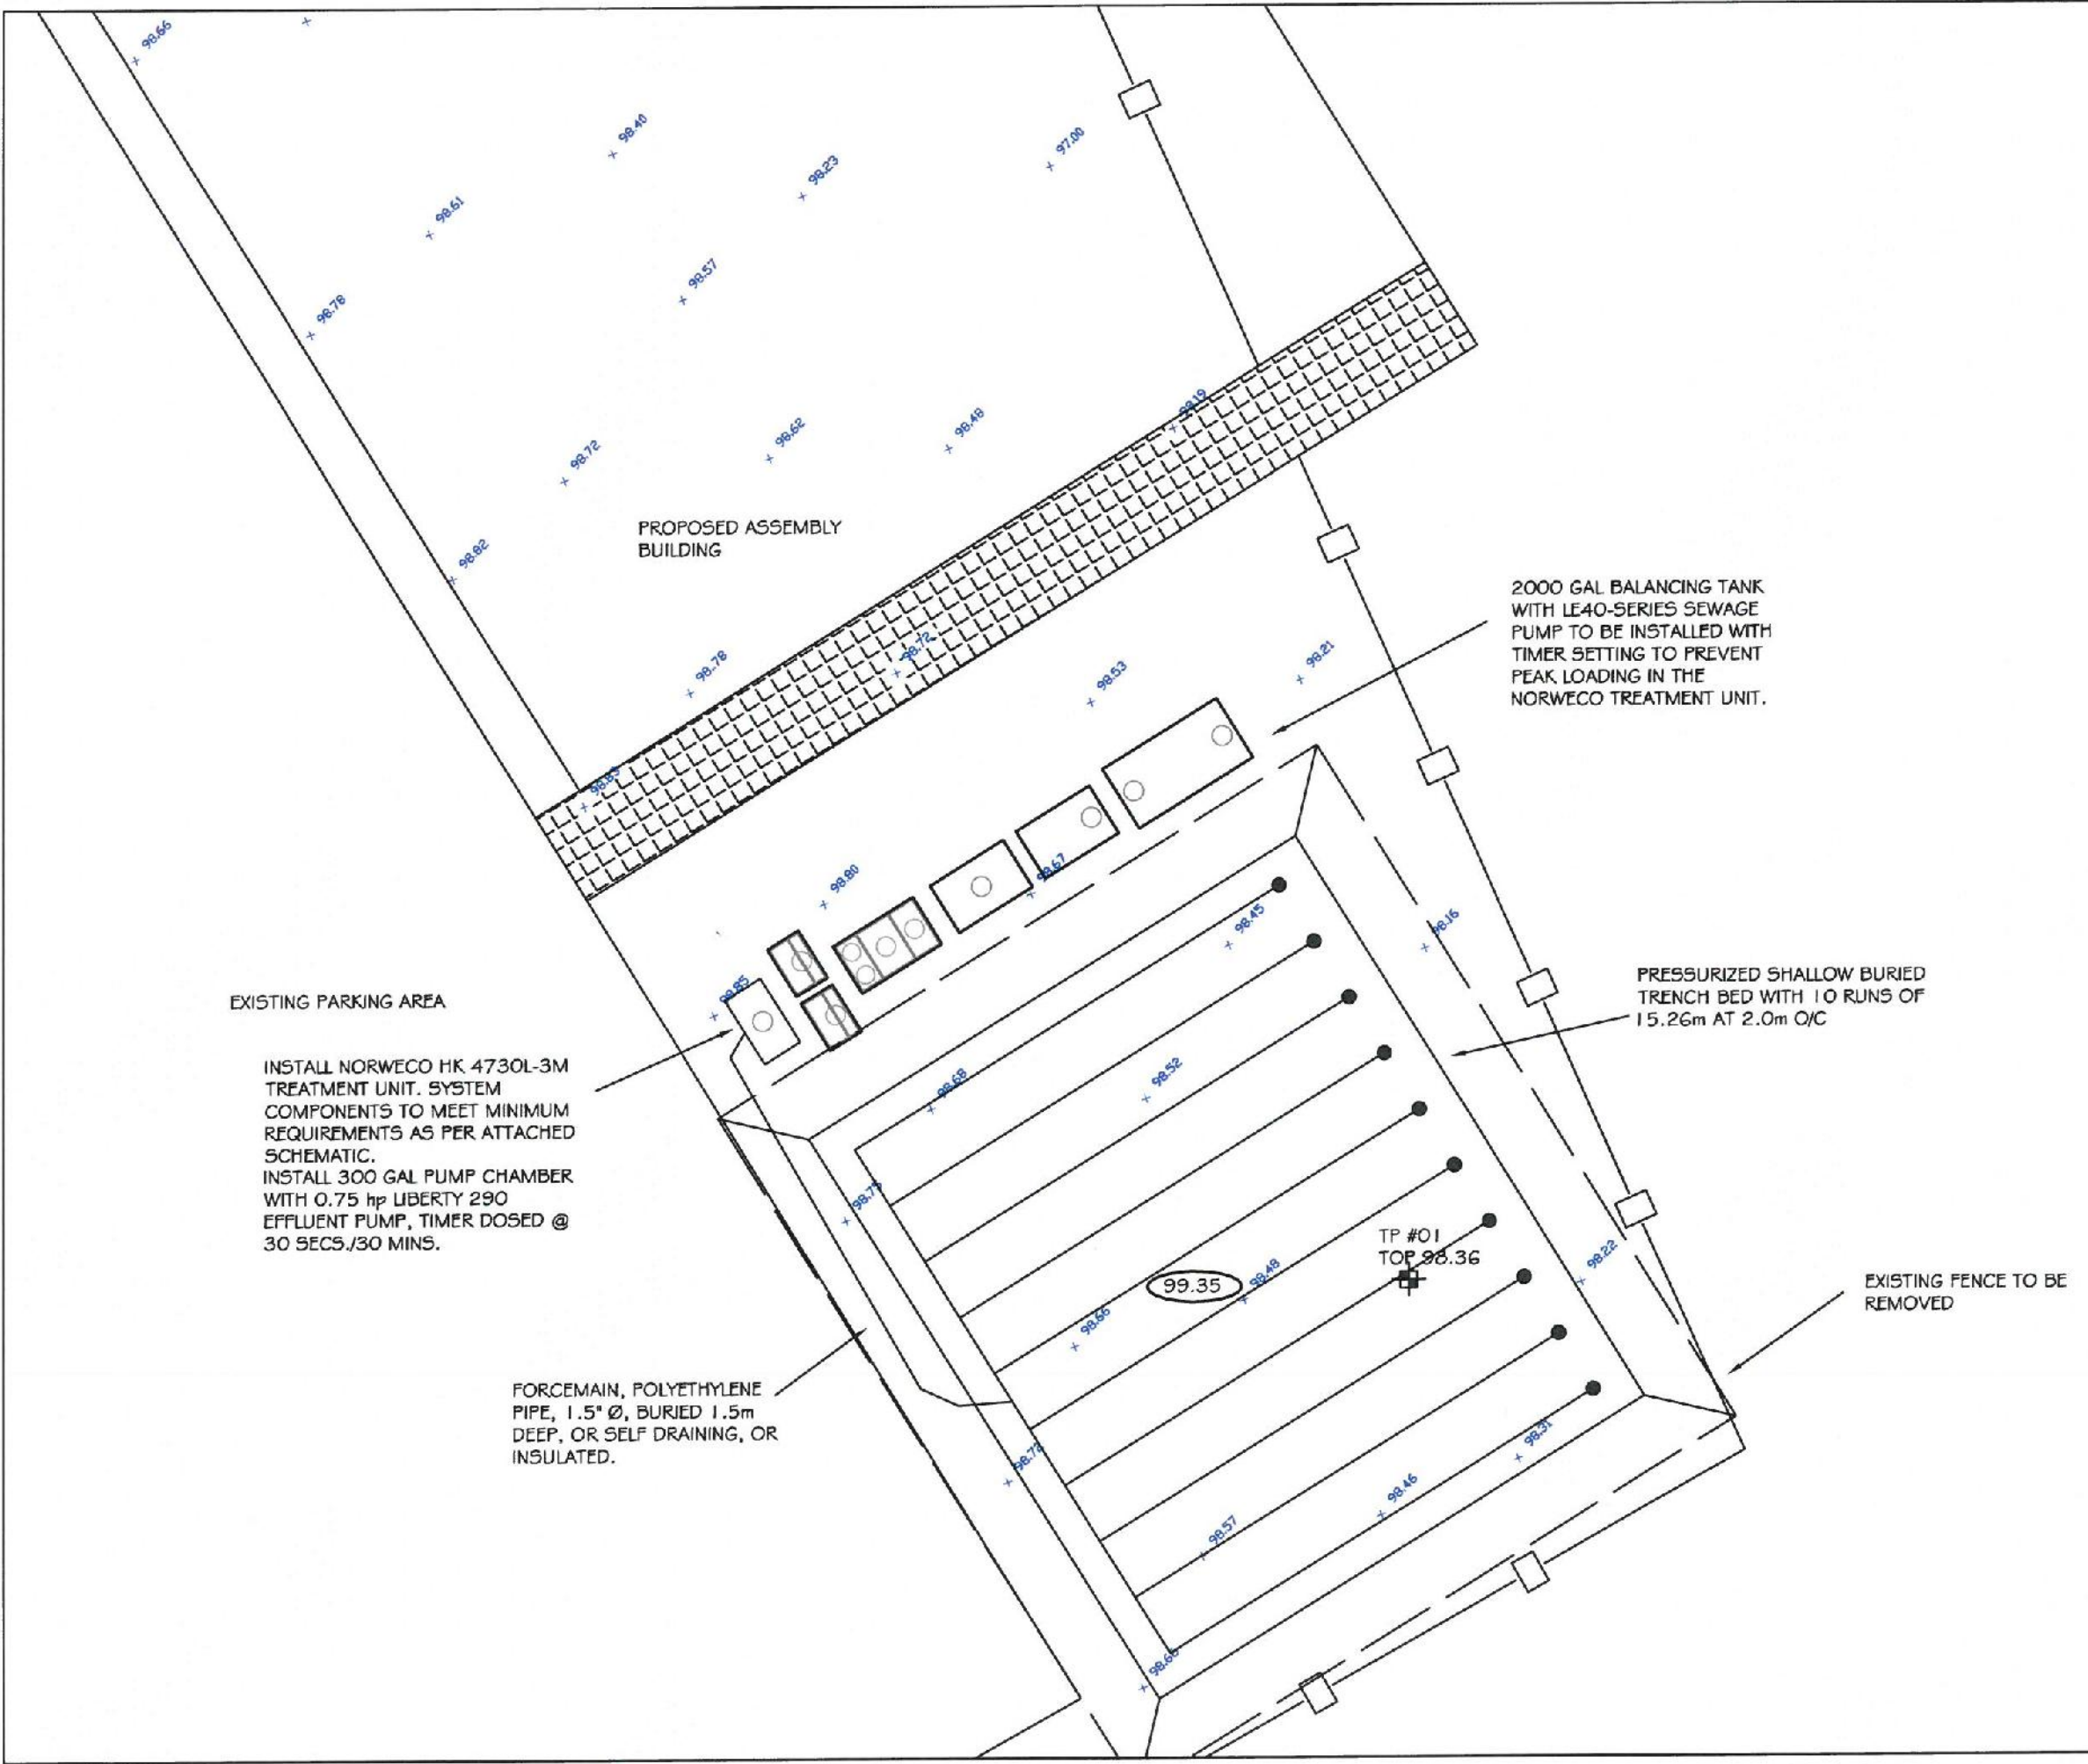 98.66
98.40
98.23
97.00
98.61
98.57
98.78
98.19
98.48
98.62
98.72
PROPOSED ASSEMBLY
BUILDING
98.82
2000 GAL BALANCING TANK
WITH LE40-SERIES SEWAGE
PUMP TO BE INSTALLED WITH
TIMER SETTING TO PREVENT
PEAK LOADING IN THE
NORWECO TREATMENT UNIT.
98.72
98.78
98.53
98.21
98.80
98.67
98.45
98.16
98.85
EXISTING PARKING AREA
PRESSURIZED SHALLOW BURIED
TRENCH BED WITH 10 RUNS OF
15.26m AT 2.0m O/C
INSTALL NORWECO HK 4730L-3M
TREATMENT UNIT. SYSTEM
COMPONENTS TO MEET MINIMUM
REQUIREMENTS AS PER ATTACHED
SCHEMATIC.
INSTALL 300 GAL PUMP CHAMBER
WITH 0.75 hp LIBERTY 290
EFFLUENT PUMP, TIMER DOSED @
30 SECS./30 MINS.
98.68
98.52
TP #01
TOP 98.36
99.35
98.48
98.22
98.66
EXISTING FENCE TO BE
REMOVED
FORCEMAIN, POLYETHYLENE
PIPE, 1.5" Ø, BURIED 1.5m
DEEP, OR SELF DRAINING, OR
INSULATED.
98.31
98.46
98.57